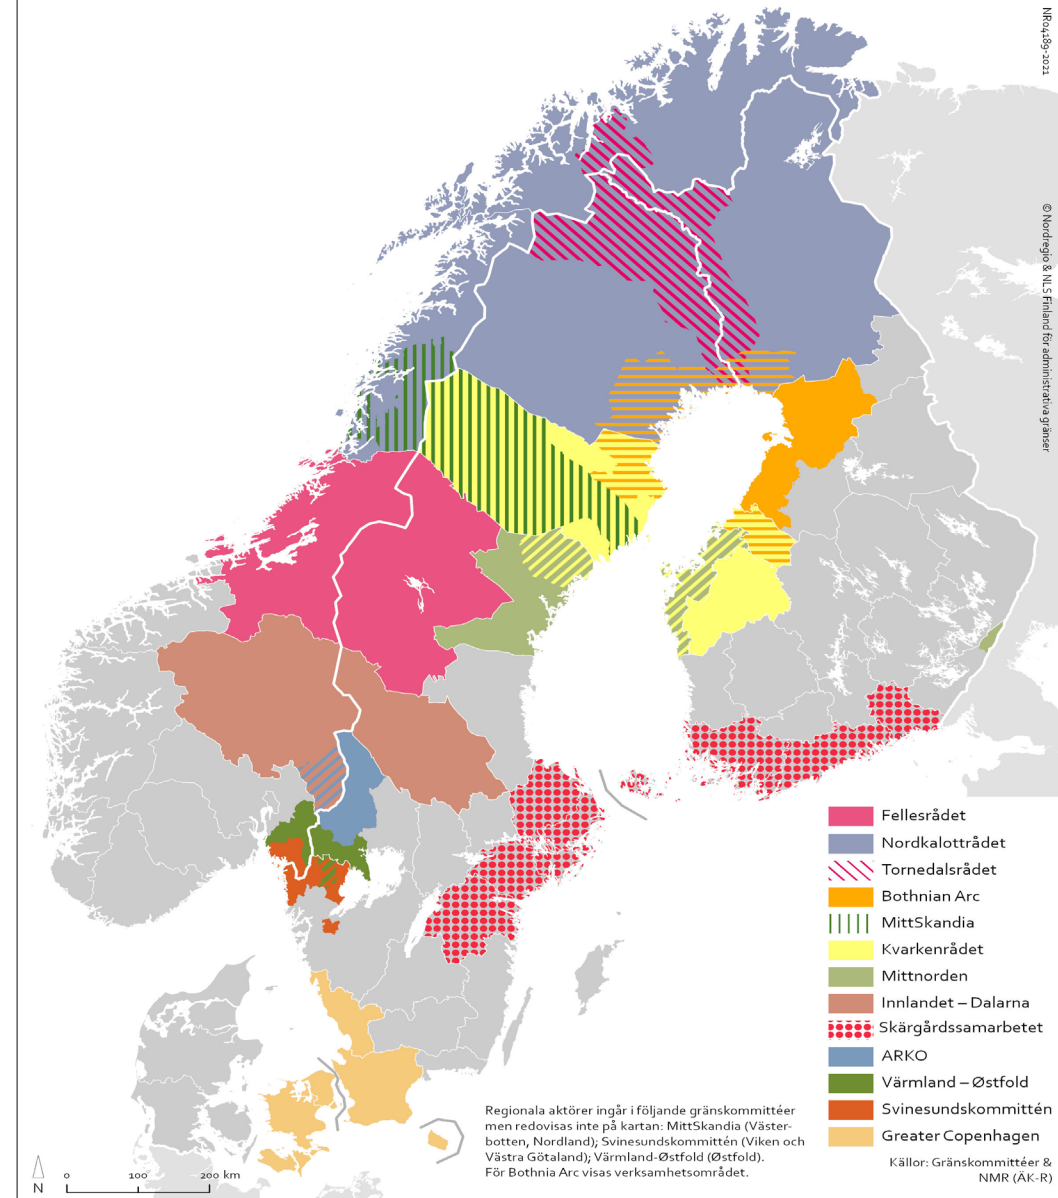 NR04189-2021
© Nordregio & NLS Finland för administrativa gränser
Fellesrådet
Nordkalottrådet
Tornedalsrådet
Bothnian Arc
MittSkandia
Kvarkenrådet
Mittnorden
Innlandet – Dalarna
Skärgårdssamarbetet
ARKO
Värmland – Østfold
Svinesundskommittén
Greater Copenhagen
Regionala aktörer ingår i följande gränskommittéer
men redovisas inte på kartan: MittSkandia (Väster-
botten, Nordland); Svinesundskommittén (Viken och
Västra Götaland); Värmland-Østfold (Østfold).
För Bothnia Arc visas verksamhetsområdet.
Källor: Gränskommittéer &
NMR (ÄK-R)
N
0 100 200 km